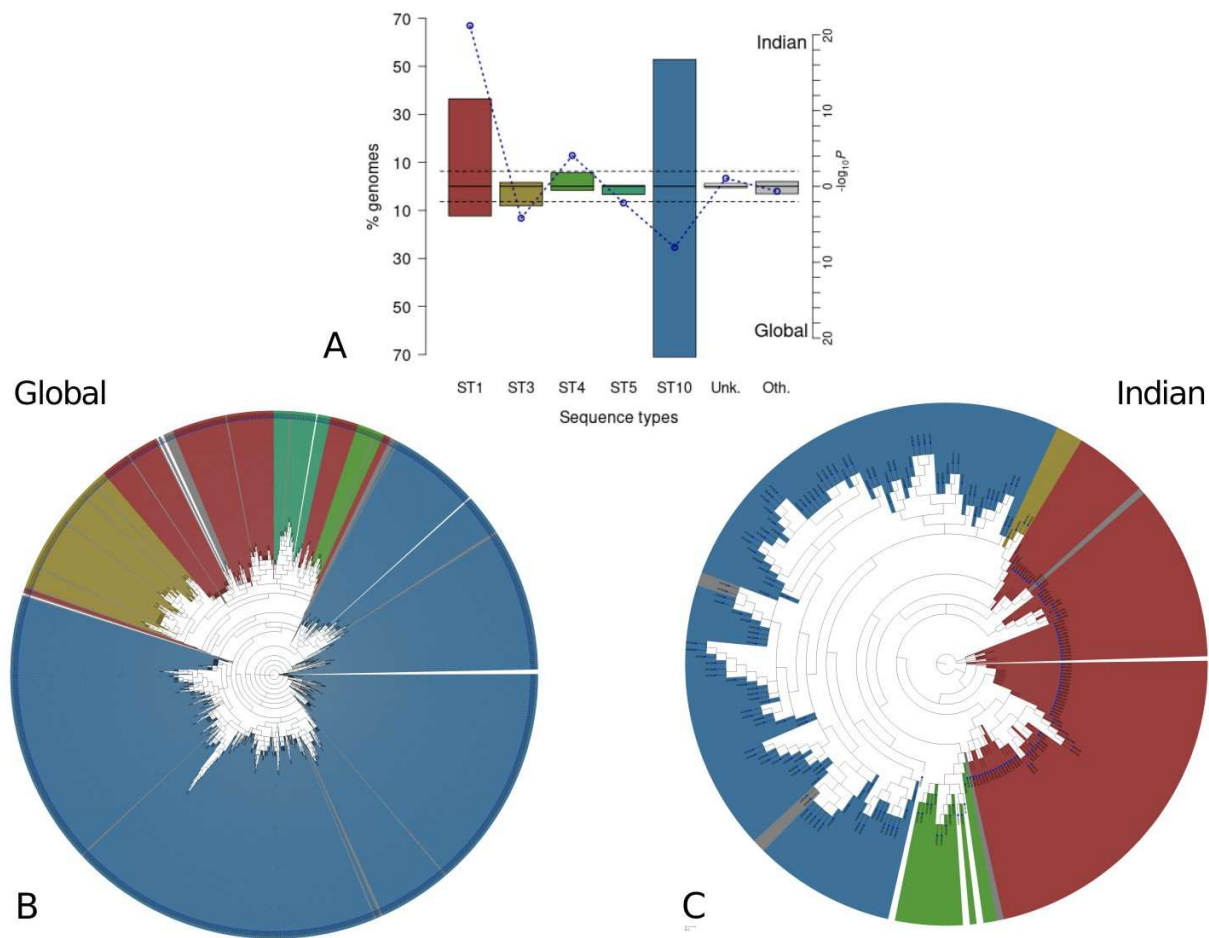 70
50
30
10
10
30
50
70
% genomes
Indian
Global
20
10
0
10
20
-log10P
A
ST1 ST3 ST4 ST5 ST10 Unk. Oth.
Sequence types
Global
Indian
B
C